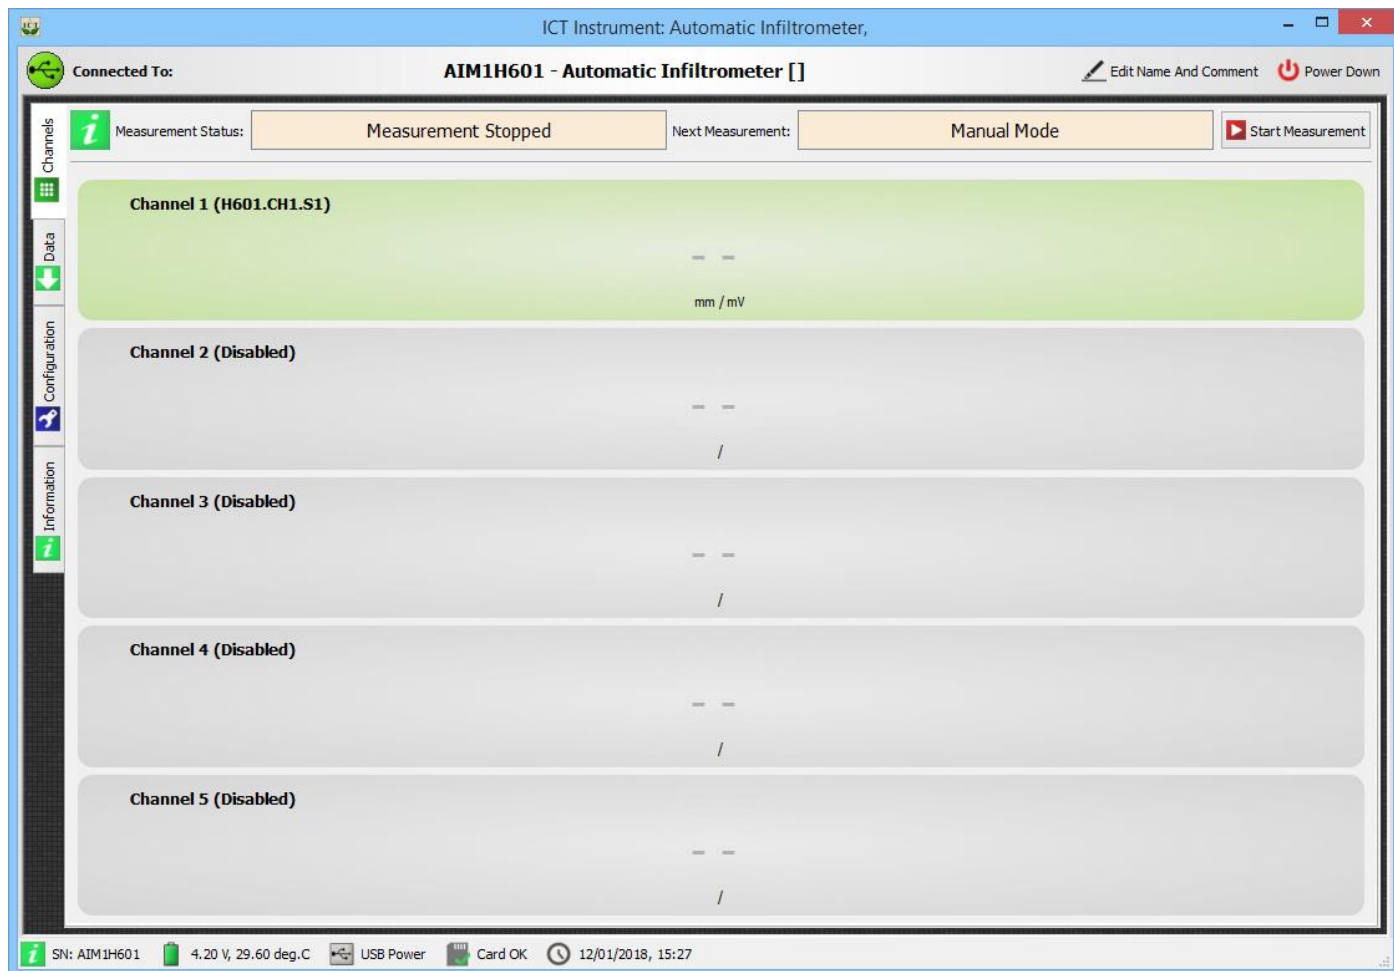 ICT Instrument: Automatic Infiltrometer,
Connected To: AIM1H601 - Automatic Infiltrometer [] Edit Name And Comment Power Down
Channels
Data
Configuration
Information
Measurement Status: Measurement Stopped Next Measurement: Manual Mode Start Measurement
Channel 1 (H601.CH1.S1)
- -
mm / mV
Channel 2 (Disabled)
- -
/
Channel 3 (Disabled)
- -
/
Channel 4 (Disabled)
- -
/
Channel 5 (Disabled)
- -
/
SN: AIM1H601 4.20 V, 29.60 deg.C USB Power Card OK 12/01/2018, 15:27